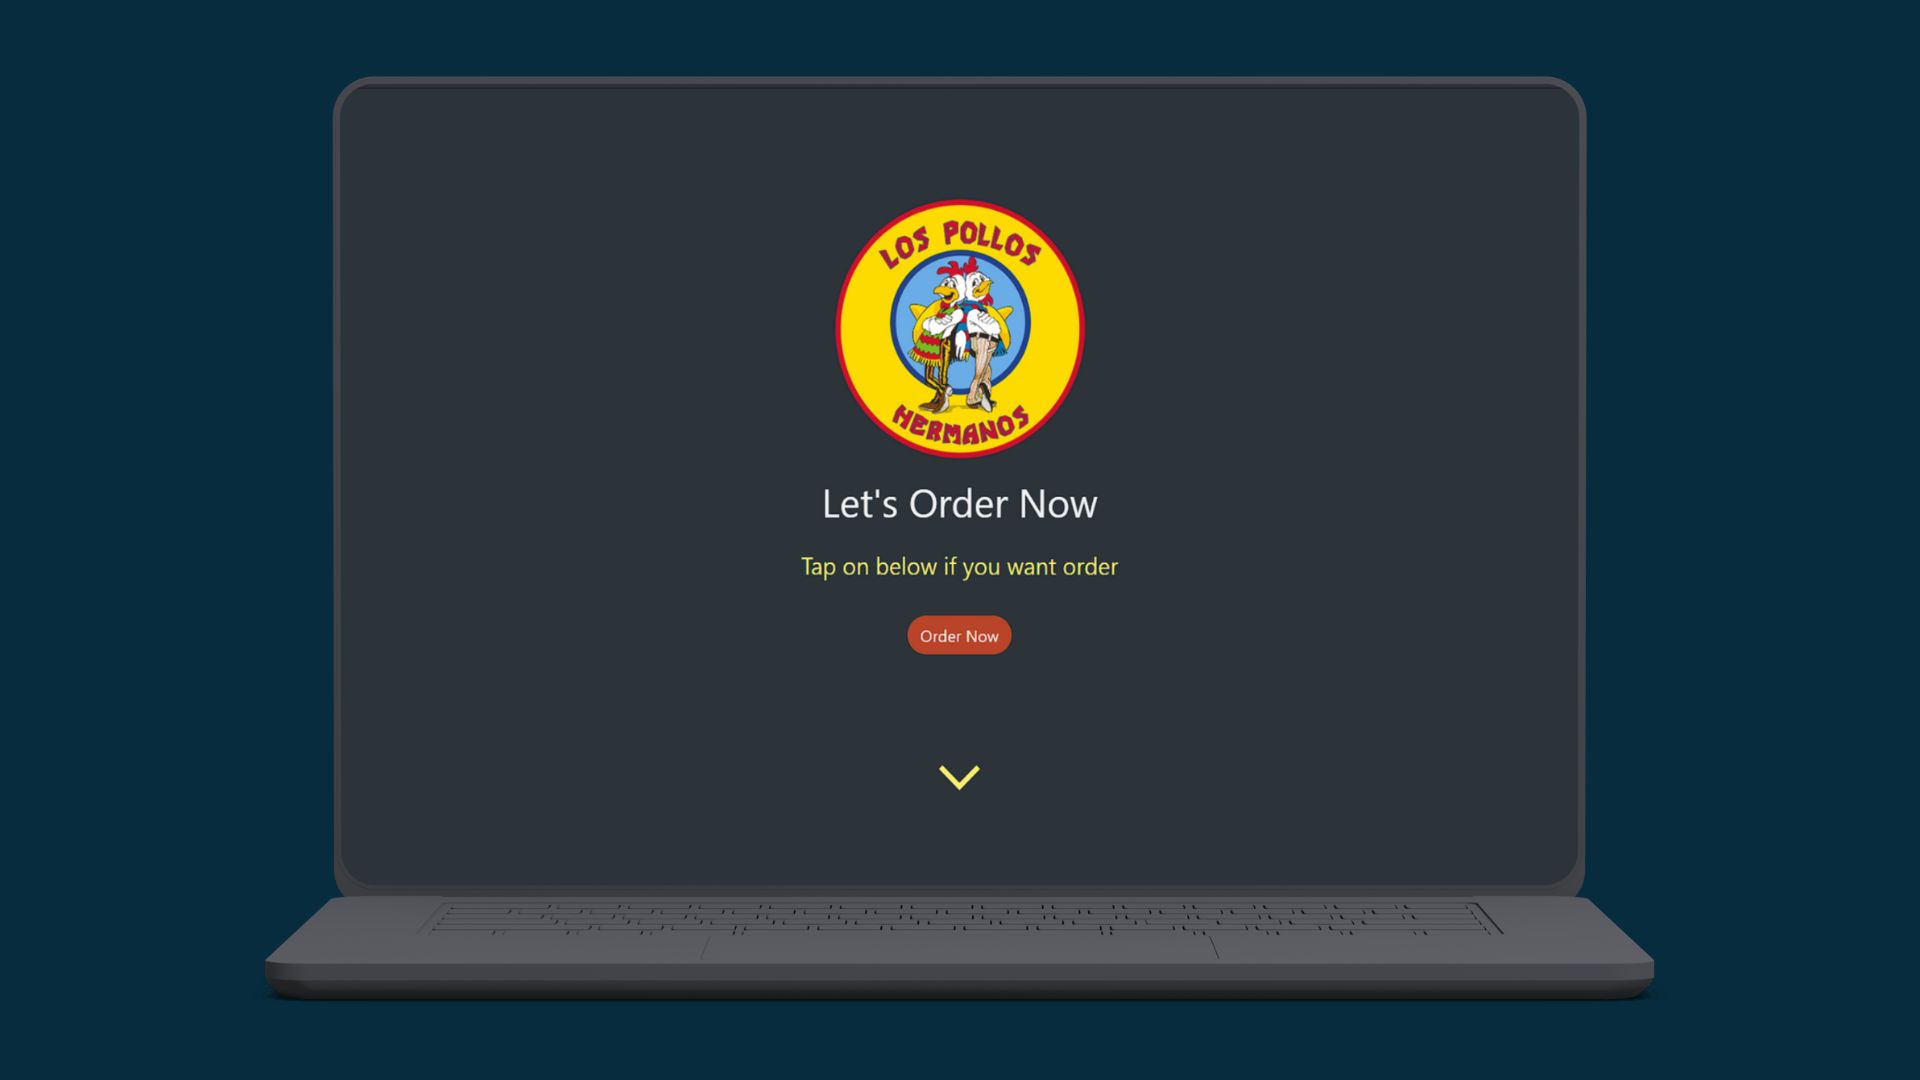 LOS POLLOS
HERMANOS
Let's Order Now
Tap on below if you want order
Order Now